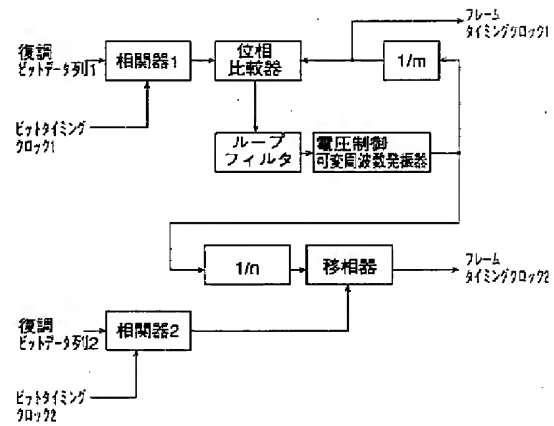 フレーム
タイミングクロック1
復調
ビットデータ列1
相関器1
位相
比較器
1/m
ビットタイミング
クロック1
ループ
フィルタ
電圧制御
可変周波数発振器
1/n
移相器
フレーム
タイミングクロック2
復調
ビットデータ列2
相関器2
ビットタイミング
クロック2